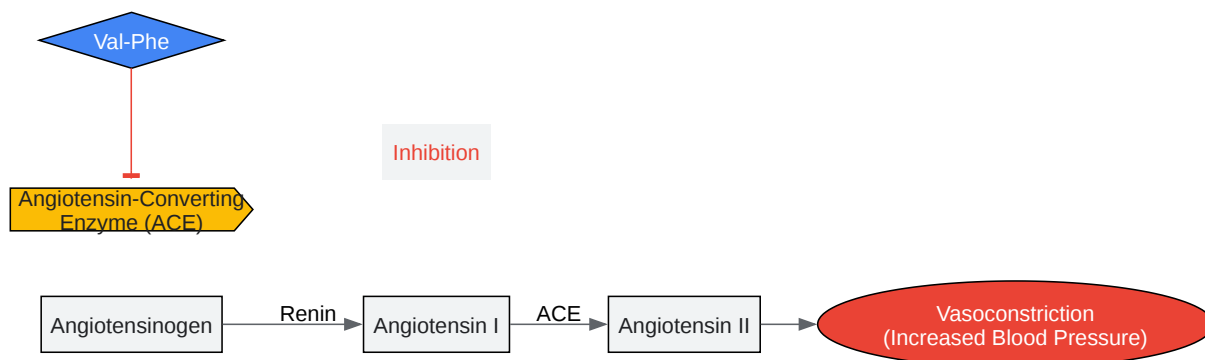 Val-Phe
Inhibition
Angiotensin-Converting
Enzyme (ACE)
Angiotensinogen
Renin
Angiotensin I
ACE
Angiotensin II
Vasoconstriction
(Increased Blood Pressure)